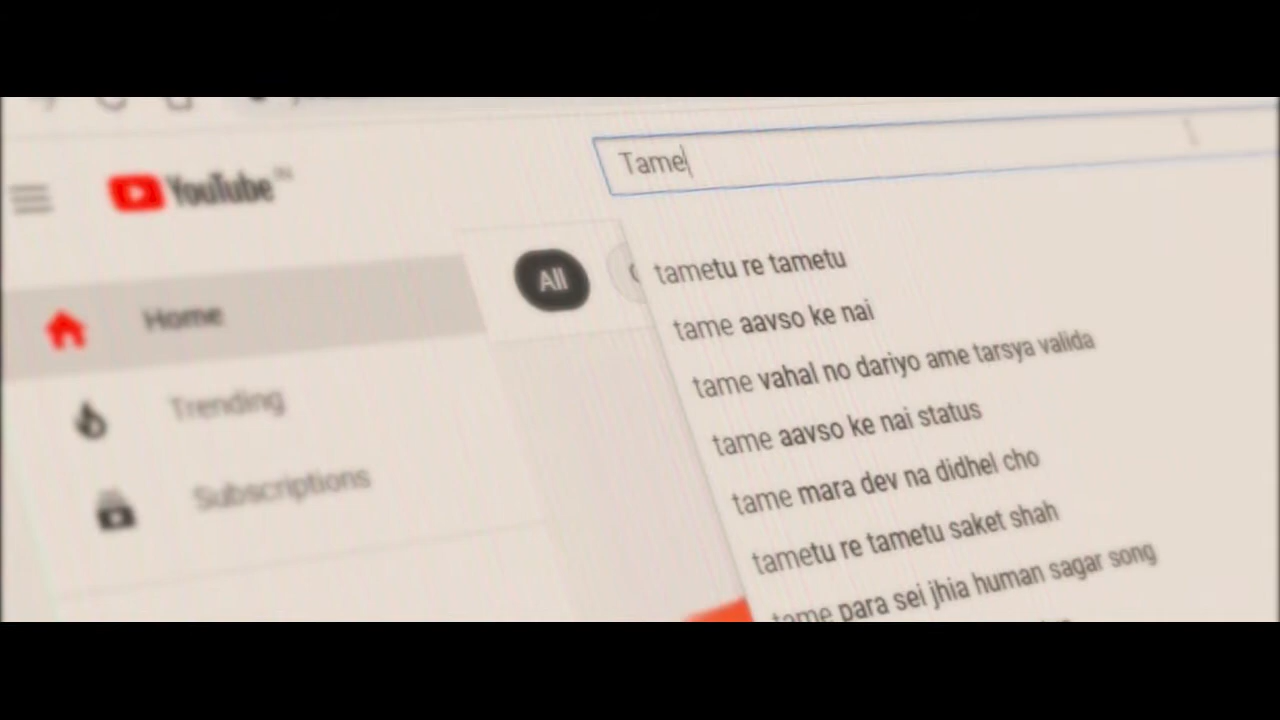 YouTube IN
Tame
All
Home
Trending
Subscriptions
tametu re tametu
tame aavso ke nai
tame vahal no dariyo ame tarsya valida
tame aavso ke nai status
tame mara dev na didhel cho
tametu re tametu saket shah
tame para sei jhia human sagar song